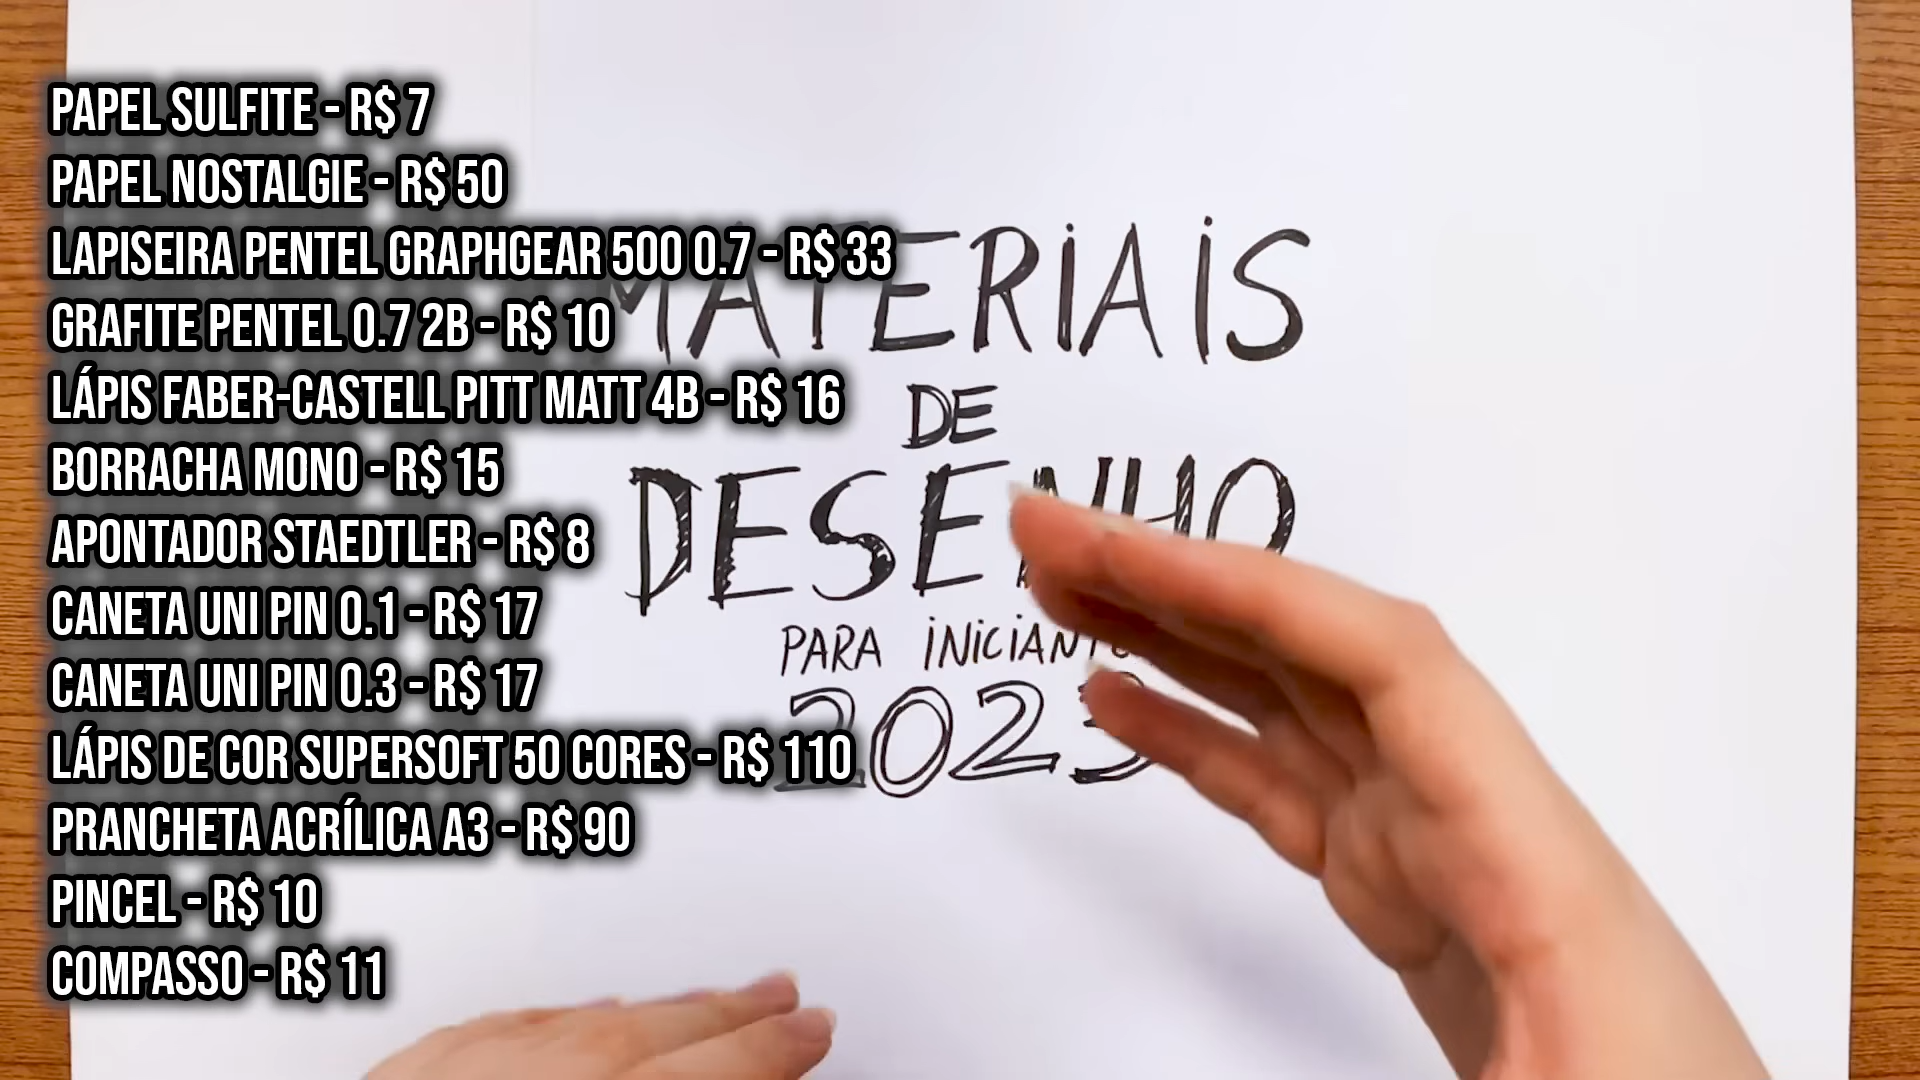 PAPEL SULFITE - R$ 7
PAPEL NOSTALGIE - R$ 50
LAPISEIRA PENTEL GRAPHGEAR 500 0.7 - R$ 33
GRAFITE PENTEL 0.7 2B - R$ 10
LÁPIS FABER-CASTELL PITT MATT 4B - R$ 16
BORRACHA MONO - R$ 15
APONTADOR STAEDTLER - R$ 8
CANETA UNI PIN 0.1 - R$ 17
CANETA UNI PIN 0.3 - R$ 17
LÁPIS DE COR SUPERSOFT 50 CORES - R$ 110
PRANCHETA ACRÍLICA A3 - R$ 90
PINCEL - R$ 10
COMPASSO - R$ 11
MATERIAIS
DE
DESENHO
PARA
2023